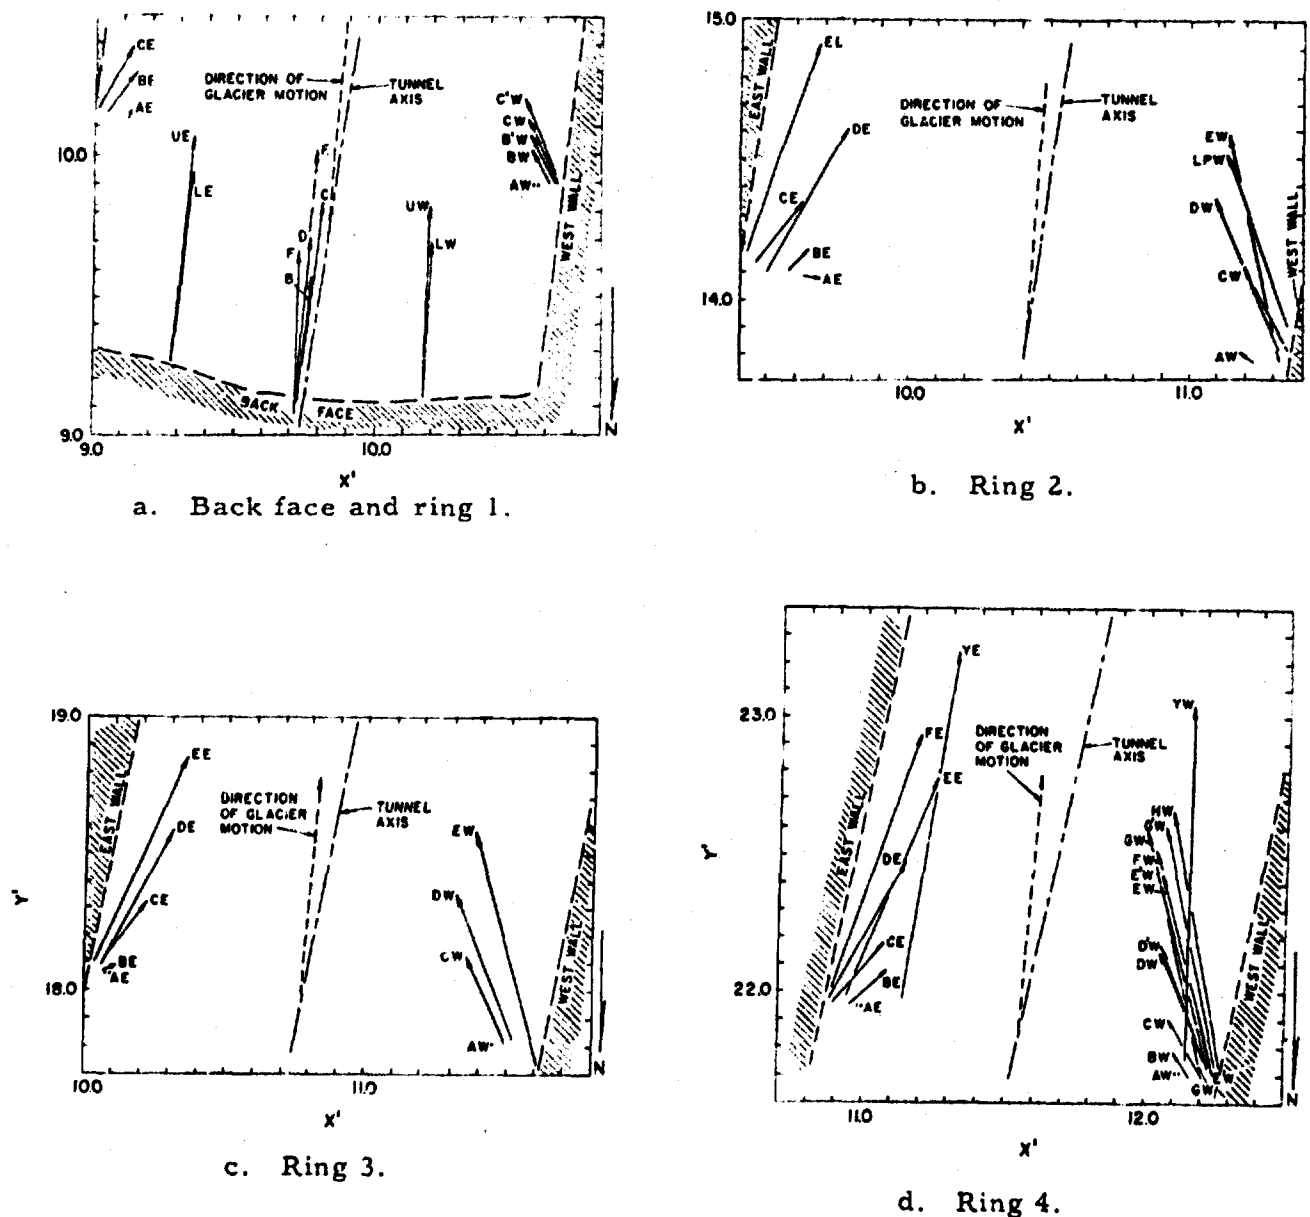 CE
BE
AE
DIRECTION OF
GLACIER MOTION
TUNNEL
AXIS
UE
LE
10.0
F
C
D
F
B
UW
LW
C'W
CW
B'W
BW
AW
WEST WALL
BACK FACE
9.0
9.0
10.0
N
X'
a. Back face and ring 1.
15.0
EAST WALL
EL
DE
CE
BE
AE
DIRECTION OF
GLACIER MOTION
TUNNEL
AXIS
EW
LPW
DW
CW
AW
WEST WALL
14.0
10.0
11.0
X'
b. Ring 2.
19.0
EAST WALL
EE
DE
CE
BE
AE
DIRECTION
OF GLACIER
MOTION
TUNNEL
AXIS
EW
DW
CW
AW
WEST WALL
Y'
18.0
10.0
11.0
N
X'
c. Ring 3.
YE
FE
EE
DE
CE
BE
AE
EAST WALL
DIRECTION
OF GLACIER
MOTION
TUNNEL
AXIS
YW
HW
G'W
GW
FW
E'W
EW
D'W
DW
CW
BW
AW
GW
WEST WALL
23.0
Y'
22.0
11.0
12.0
N
X'
d. Ring 4.